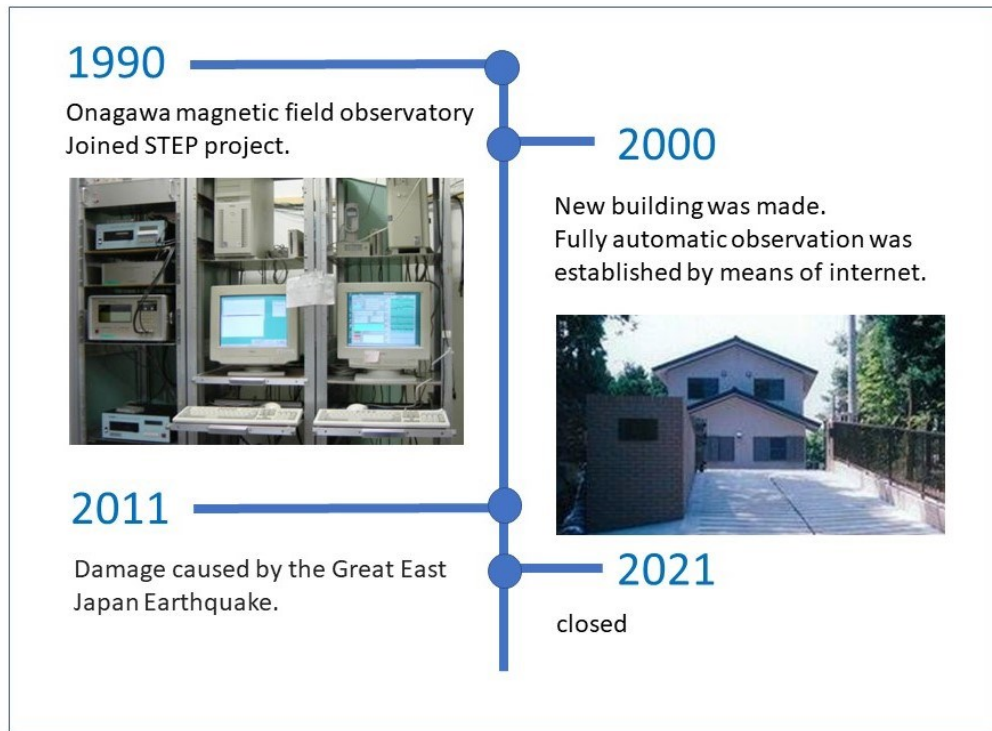 1990
Onagawa magnetic field observatory
Joined STEP project.
2000
New building was made.
Fully automatic observation was
established by means of internet.
2011
Damage caused by the Great East
Japan Earthquake.
2021
closed